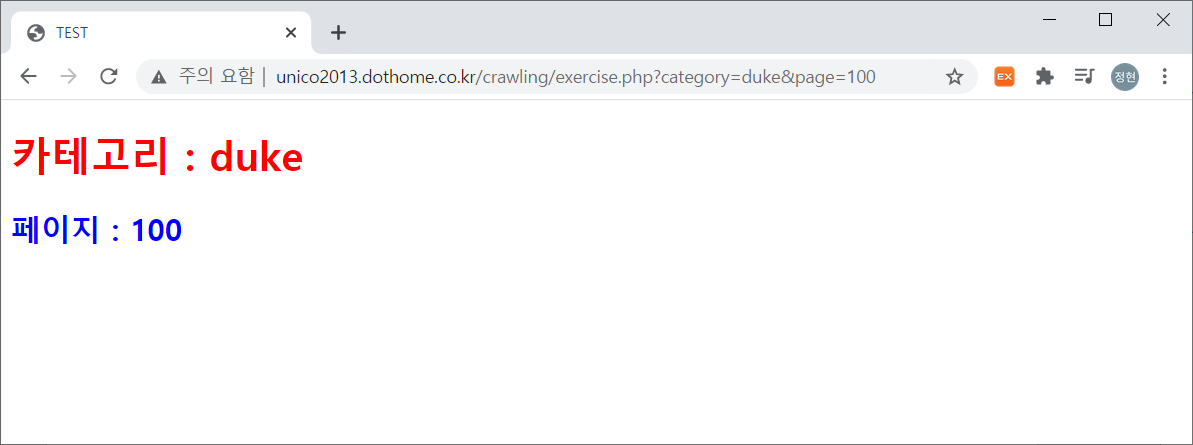 TEST
주의 요함 | unico2013.dothome.co.kr/crawling/exercise.php?category=duke&page=100
EX
정현
카테고리 : duke
페이지 : 100